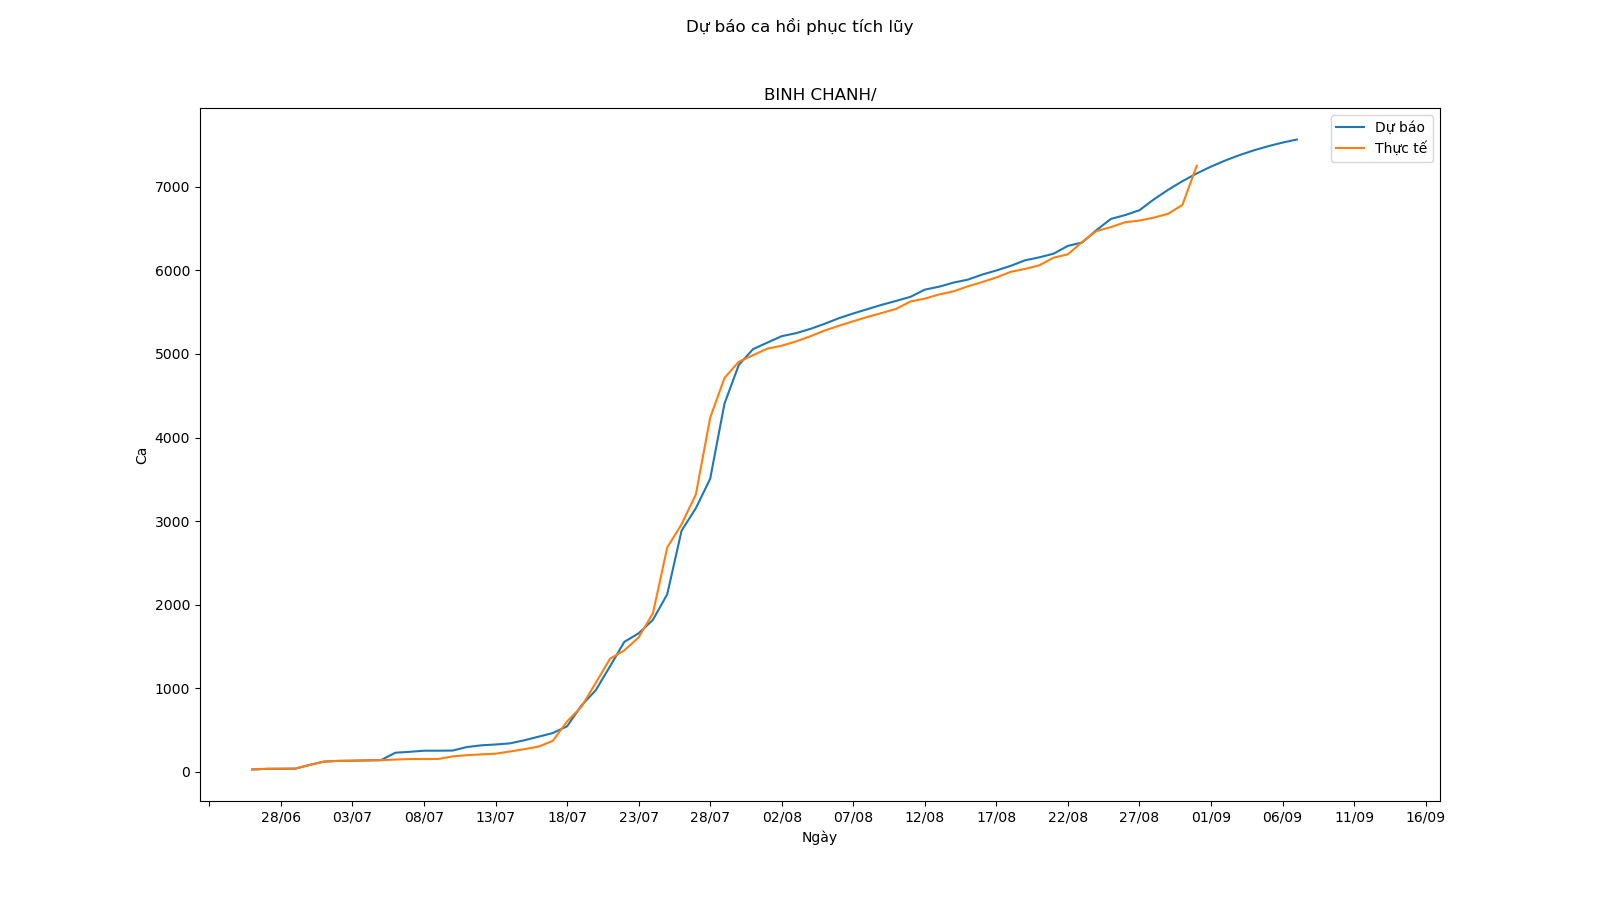 Dự báo ca hồi phục tích lũy
BINH CHANH/
Dự báo
Thực tế
7000
6000
5000
4000
3000
2000
1000
0
Ca
28/06 03/07 08/07 13/07 18/07 23/07 28/07 02/08 07/08 12/08 17/08 22/08 27/08 01/09 06/09 11/09 16/09
Ngày